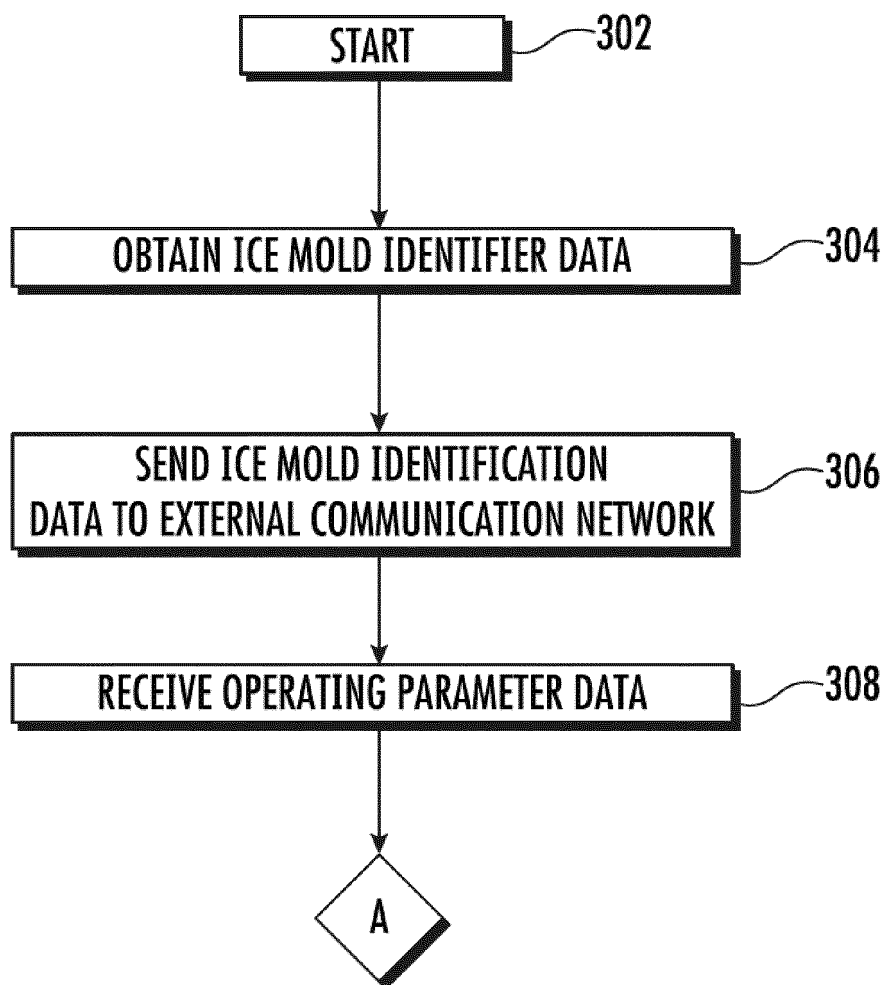 START
302
OBTAIN ICE MOLD IDENTIFIER DATA
304
SEND ICE MOLD IDENTIFICATION
DATA TO EXTERNAL COMMUNICATION NETWORK
306
RECEIVE OPERATING PARAMETER DATA
308
A